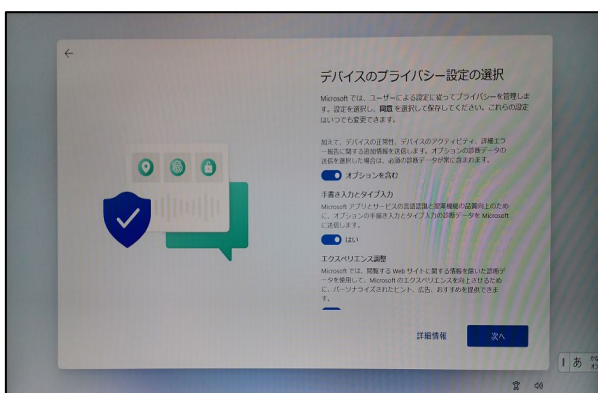 デバイスのプライバシー設定の選択
Microsoft では、ユーザーによる設定に従ってプライバシーを管理しま
す。設定を選択し、同意 を選択して保存してください。これらの設定
はいつでも変更できます。
加えて、デバイスの正常性、デバイスのアクティビティ、詳細エラ
ー報告に関する追加情報を送信します。オプションの診断データの
送信を選択した場合は、必須の診断データが常に含まれます。
オプションを含む
手書き入力とタイプ入力
Microsoft アプリとサービスの言語認識と提案機能の品質向上のため
に、オプションの手書き入力とタイプ入力の診断データを Microsoft
に送信します。
はい
エクスペリエンス調整
Microsoft では、閲覧する Web サイトに関する情報を除いた診断デ
ータを使用して、Microsoft のエクスペリエンスを向上させるため
に、パーソナライズされたヒント、広告、おすすめを提供できま
す。
詳細情報
次へ
あ